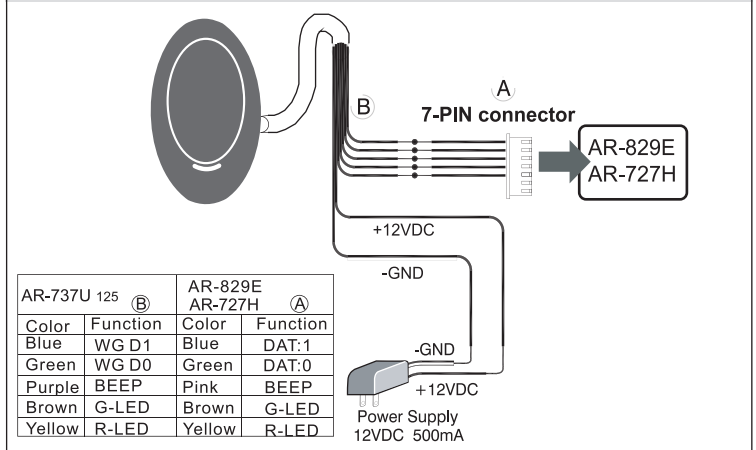 B
A
7-PIN connector
AR-829E
AR-727H
+12VDC
-GND
-GND
+12VDC
Power Supply
12VDC 500mA
AR-737U 125 B AR-829E AR-727H A
Color Function Color Function
Blue WG D1 Blue DAT:1
Green WG D0 Green DAT:0
Purple BEEP Pink BEEP
Brown G-LED Brown G-LED
Yellow R-LED Yellow R-LED